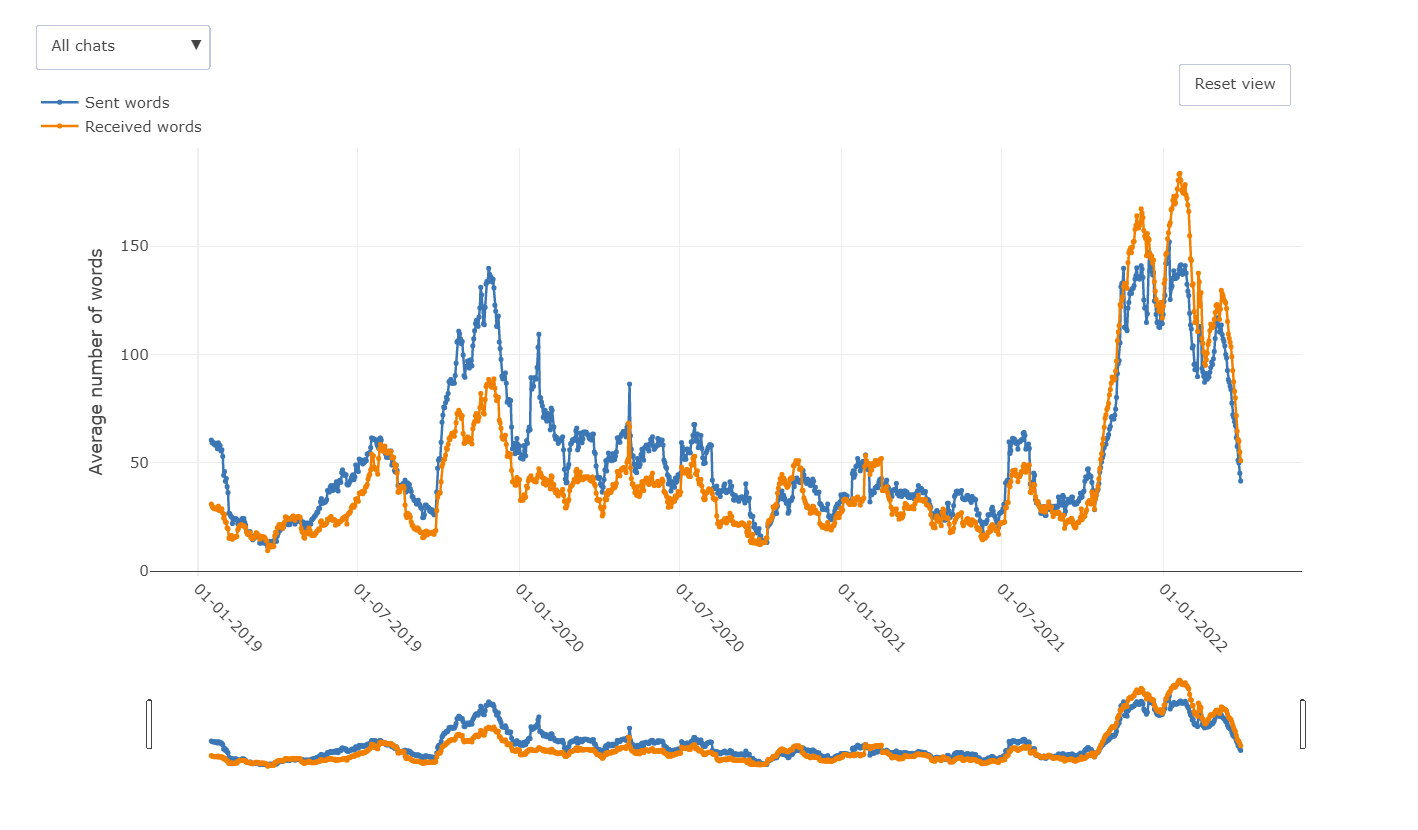 All chats ▼
Reset view
Sent words
Received words
Average number of words
150
100
50
0
01-01-2019
01-07-2019
01-01-2020
01-07-2020
01-01-2021
01-07-2021
01-01-2022